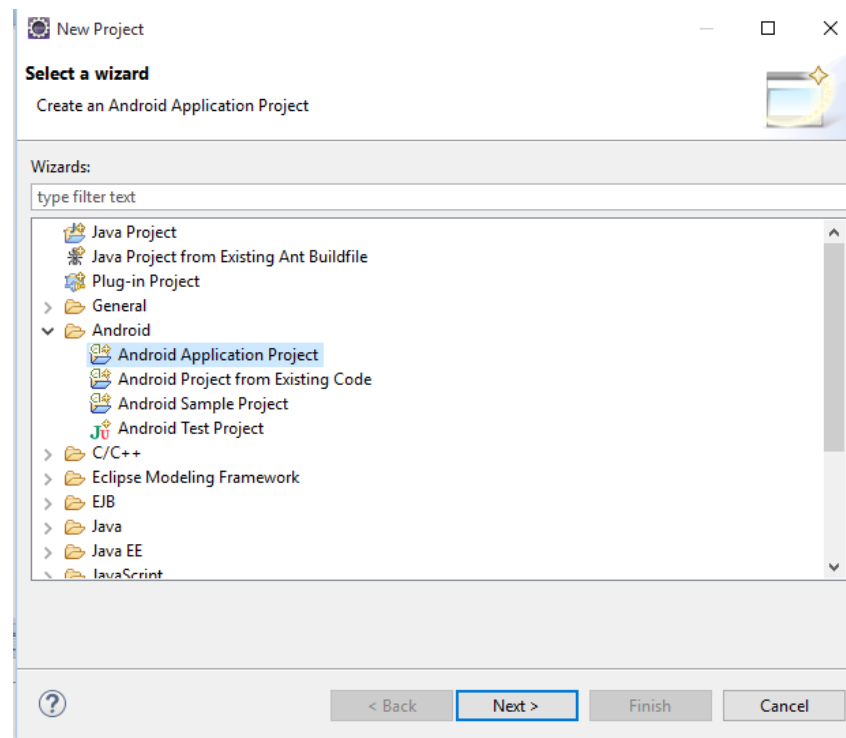 New Project
Select a wizard
Create an Android Application Project
Wizards:
type filter text
Java Project
Java Project from Existing Ant Buildfile
Plug-in Project
General
Android
Android Application Project
Android Project from Existing Code
Android Sample Project
Android Test Project
C/C++
Eclipse Modeling Framework
EJB
Java
Java EE
JavaScript
? < Back Next > Finish Cancel